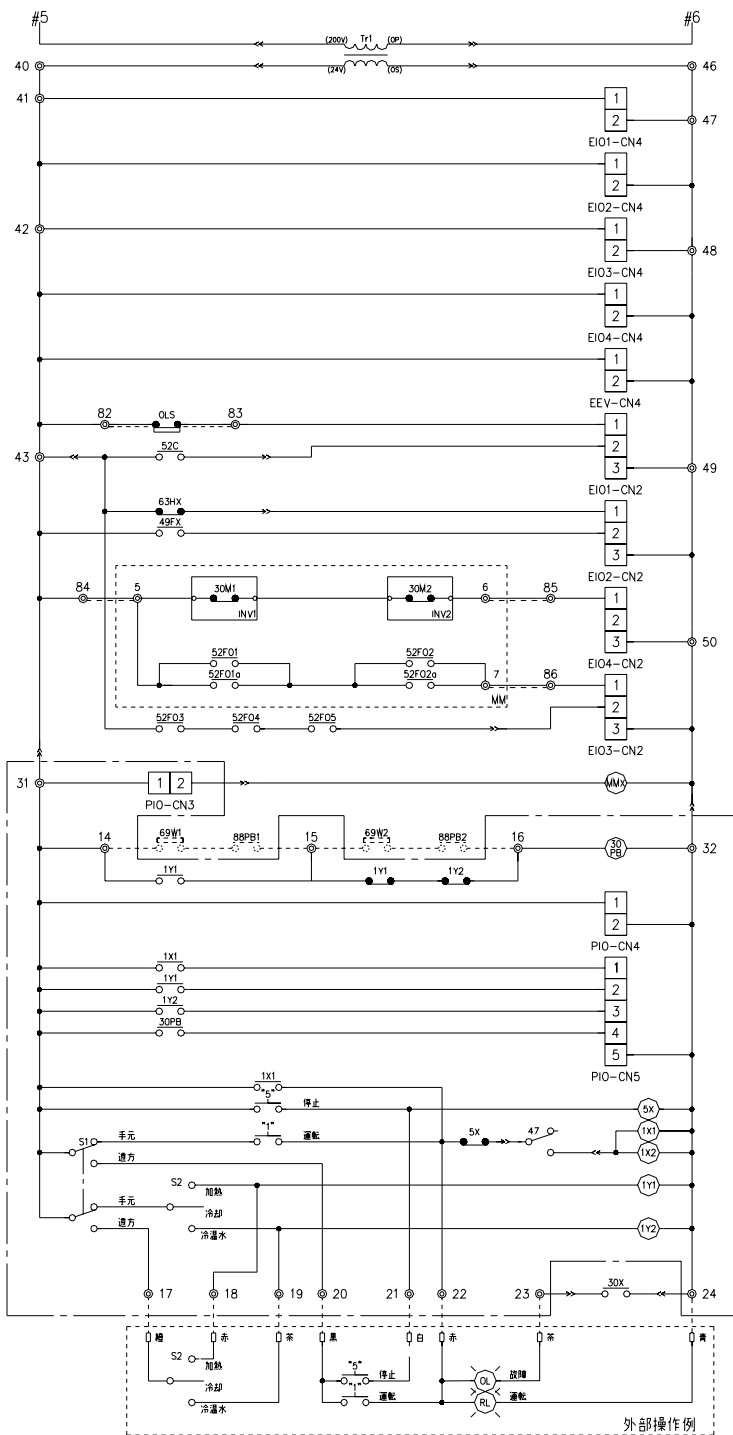 #5 #6
(200V) Tr1 (0P)
40 (24V) (0S) 46
41 1
2 47
EIO1-CN4
1
2
EIO2-CN4
42 1
2 48
EIO3-CN4
1
2
EIO4-CN4
1
2
EEV-CN4
82 OLS 83 1
43 52C 2
3 49
EIO1-CN2
63HX 1
49FX 2
3
EIO2-CN2
84 5 30M1 30M2 6 85 1
INV1 INV2
2
3 50
EIO4-CN2
52F01 52F02
52F01a 52F02a 7 86 1
MM
2
52F03 52F04 52F05 3
EIO3-CN2
31 1 2 MMX
PIO-CN3
14 69W1 88PB1 15 69W2 88PB2 16 30PB 32
1Y1 1Y1 1Y2
1
2
PIO-CN4
1X1 1
1Y1 2
1Y2 3
30PB 4
5
PIO-CN5
1X1
"5" 停止 5X
S1 手元 "1" 運転 5X 47 1X1
遠方 1X2
S2 加熱 1Y1
手元 冷却
遠方 冷温水 1Y2
17 18 19 20 21 22 23 30X 24
橙 赤 茶 黒 白 赤 茶 青
S2 加熱 "5" 停止 OL 故障
冷却 "1" 運転 RL 運転
冷温水
外部操作例